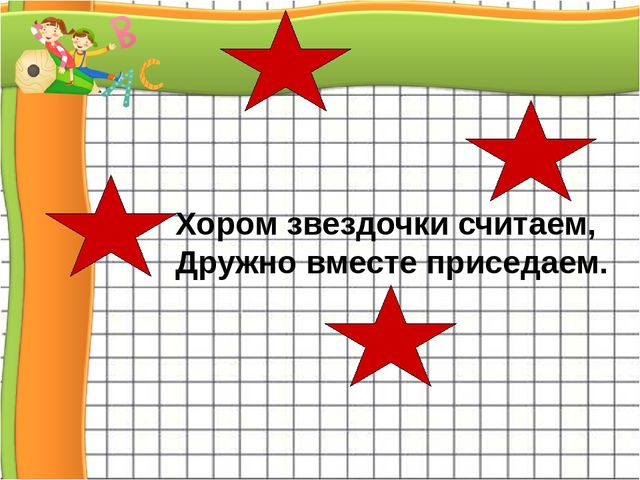 В
А С
Хором звездочки считаем,
Дружно вместе приседаем.